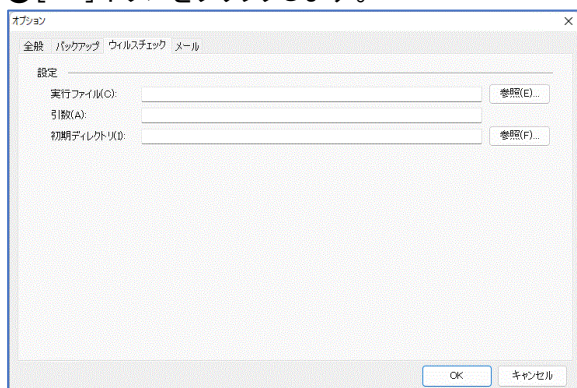 オプション
全般 バックアップ ウィルスチェック メール
設定
実行ファイル(C): 参照(E)...
引数(A):
初期ディレクトリ(I): 参照(F)...
OK キャンセル